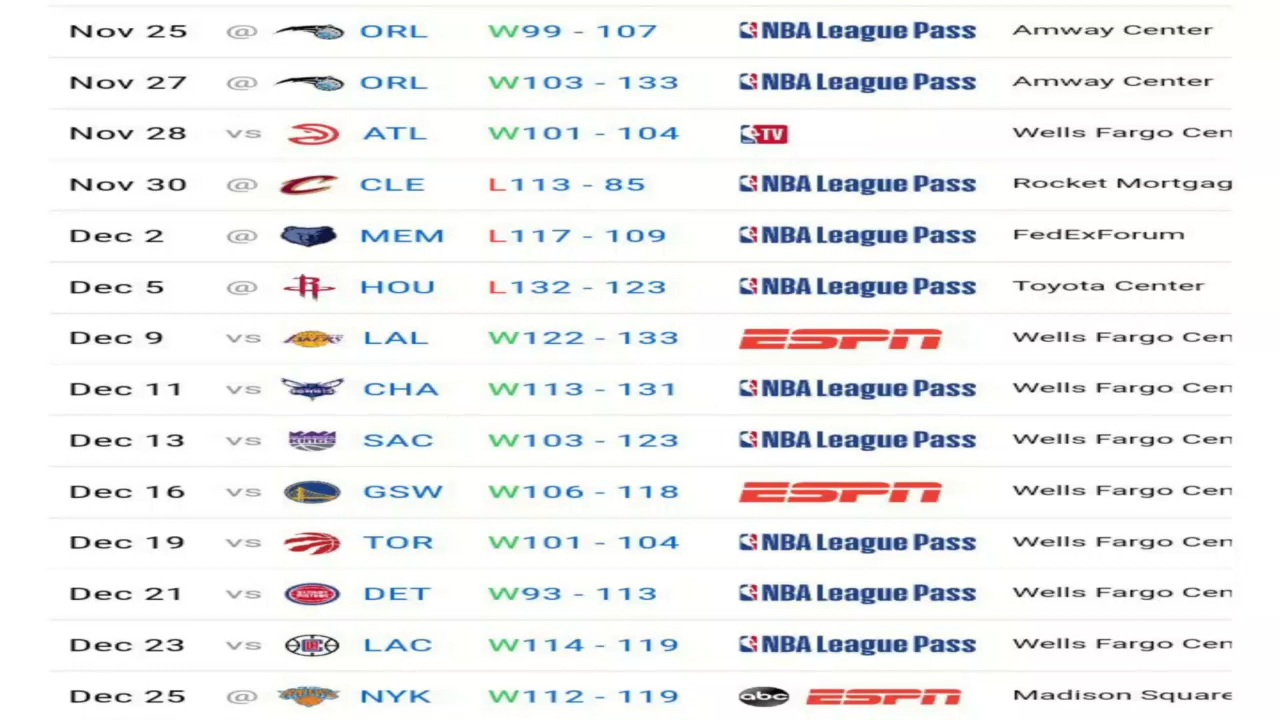 Nov 25 @ ORL W99 - 107 NBA League Pass Amway Center
Nov 27 @ ORL W103 - 133 NBA League Pass Amway Center
Nov 28 vs ATL W101 - 104 TV Wells Fargo Cen
Nov 30 @ CLE L113 - 85 NBA League Pass Rocket Mortgag
Dec 2 @ MEM L117 - 109 NBA League Pass FedExForum
Dec 5 @ HOU L132 - 123 NBA League Pass Toyota Center
Dec 9 vs LAKERS LAL W122 - 133 ESPN Wells Fargo Cen
Dec 11 vs CHA W113 - 131 NBA League Pass Wells Fargo Cen
Dec 13 vs KINGS SAC W103 - 123 NBA League Pass Wells Fargo Cen
Dec 16 vs GSW W106 - 118 ESPN Wells Fargo Cen
Dec 19 vs TOR W101 - 104 NBA League Pass Wells Fargo Cen
Dec 21 vs DET W93 - 113 NBA League Pass Wells Fargo Cen
Dec 23 vs LAC W114 - 119 NBA League Pass Wells Fargo Cen
Dec 25 @ NYK W112 - 119 abc ESPN Madison Square